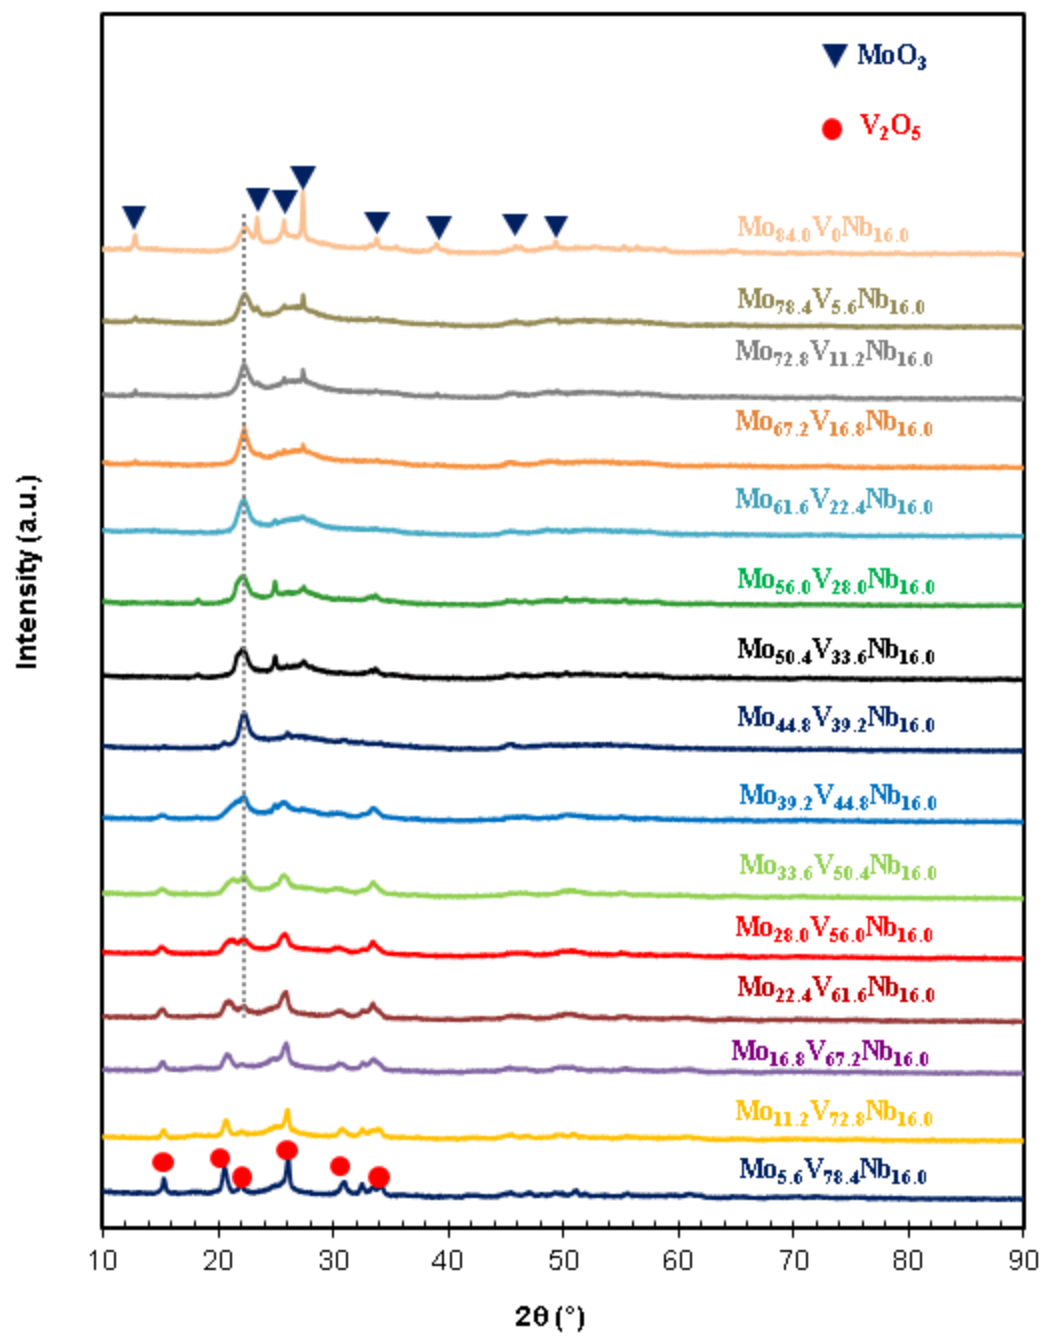 MoO₃
V₂O₅
Mo₈₄.₀V₀Nb₁₆.₀
Mo₇₈.₄V₅.₆Nb₁₆.₀
Mo₇₂.₈V₁₁.₂Nb₁₆.₀
Mo₆₇.₂V₁₆.₈Nb₁₆.₀
Mo₆₁.₆V₂₂.₄Nb₁₆.₀
Mo₅₆.₀V₂₈.₀Nb₁₆.₀
Mo₅₀.₄V₃₃.₆Nb₁₆.₀
Mo₄₄.₈V₃₉.₂Nb₁₆.₀
Mo₃₉.₂V₄₄.₈Nb₁₆.₀
Mo₃₃.₆V₅₀.₄Nb₁₆.₀
Mo₂₈.₀V₅₆.₀Nb₁₆.₀
Mo₂₂.₄V₆₁.₆Nb₁₆.₀
Mo₁₆.₈V₆₇.₂Nb₁₆.₀
Mo₁₁.₂V₇₂.₈Nb₁₆.₀
Mo₅.₆V₇₈.₄Nb₁₆.₀
Intensity (a.u.)
10 20 30 40 50 60 70 80 90
2θ (°)